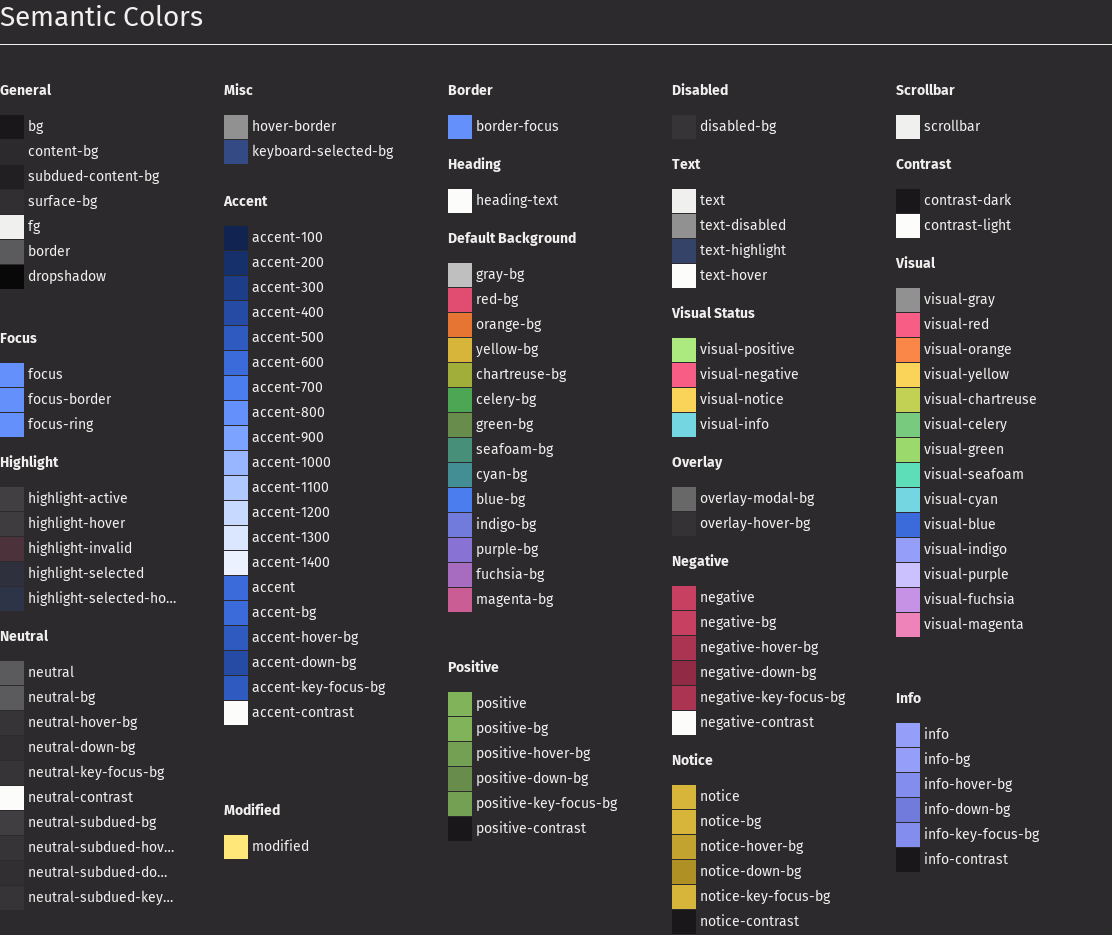 Semantic Colors
General
bg
content-bg
subdued-content-bg
surface-bg
fg
border
dropshadow
Focus
focus
focus-border
focus-ring
Highlight
highlight-active
highlight-hover
highlight-invalid
highlight-selected
highlight-selected-ho...
Neutral
neutral
neutral-bg
neutral-hover-bg
neutral-down-bg
neutral-key-focus-bg
neutral-contrast
neutral-subdued-bg
neutral-subdued-hov...
neutral-subdued-do...
neutral-subdued-key...
Misc
hover-border
keyboard-selected-bg
Accent
accent-100
accent-200
accent-300
accent-400
accent-500
accent-600
accent-700
accent-800
accent-900
accent-1000
accent-1100
accent-1200
accent-1300
accent-1400
accent
accent-bg
accent-hover-bg
accent-down-bg
accent-key-focus-bg
accent-contrast
Modified
modified
Border
border-focus
Heading
heading-text
Default Background
gray-bg
red-bg
orange-bg
yellow-bg
chartreuse-bg
celery-bg
green-bg
seafoam-bg
cyan-bg
blue-bg
indigo-bg
purple-bg
fuchsia-bg
magenta-bg
Positive
positive
positive-bg
positive-hover-bg
positive-down-bg
positive-key-focus-bg
positive-contrast
Disabled
disabled-bg
Text
text
text-disabled
text-highlight
text-hover
Visual Status
visual-positive
visual-negative
visual-notice
visual-info
Overlay
overlay-modal-bg
overlay-hover-bg
Negative
negative
negative-bg
negative-hover-bg
negative-down-bg
negative-key-focus-bg
negative-contrast
Notice
notice
notice-bg
notice-hover-bg
notice-down-bg
notice-key-focus-bg
notice-contrast
Scrollbar
scrollbar
Contrast
contrast-dark
contrast-light
Visual
visual-gray
visual-red
visual-orange
visual-yellow
visual-chartreuse
visual-celery
visual-green
visual-seafoam
visual-cyan
visual-blue
visual-indigo
visual-purple
visual-fuchsia
visual-magenta
Info
info
info-bg
info-hover-bg
info-down-bg
info-key-focus-bg
info-contrast